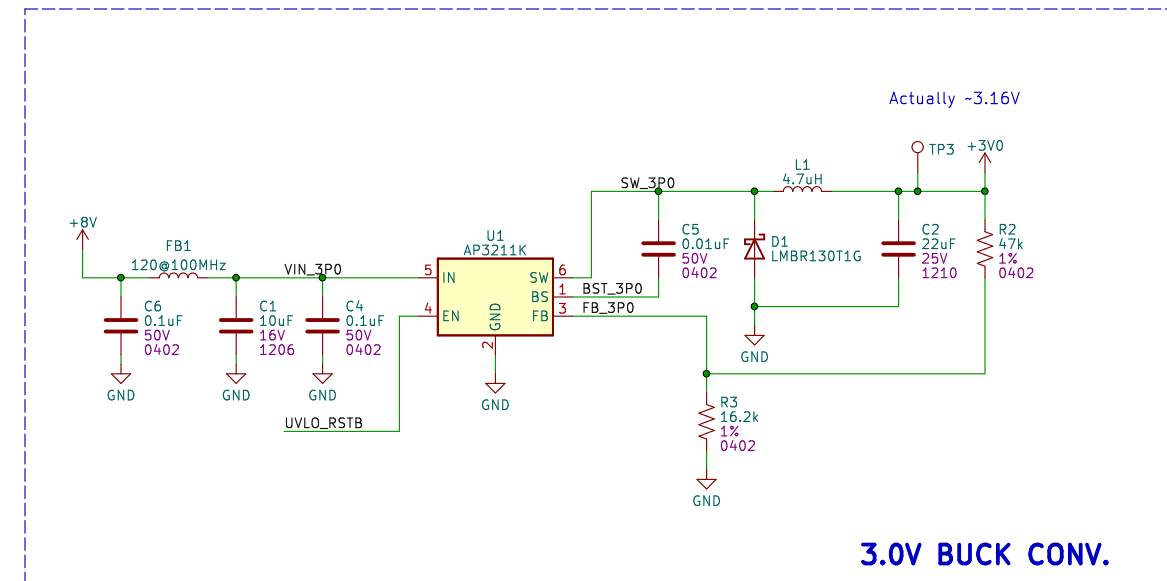 Actually ~3.16V
TP3
+3V0
L1
4.7uH
SW_3P0
+8V
FB1
120@100MHz
VIN_3P0
U1
AP3211K
5
IN
4
EN
GND
2
SW
6
BS
1
FB
3
BST_3P0
FB_3P0
C5
0.01uF
50V
0402
D1
LMBR130T1G
C2
22uF
25V
1210
R2
47k
1%
0402
C6
0.1uF
50V
0402
C1
10uF
16V
1206
C4
0.1uF
50V
0402
GND
GND
GND
GND
GND
UVLO_RSTB
R3
16.2k
1%
0402
GND
3.0V BUCK CONV.